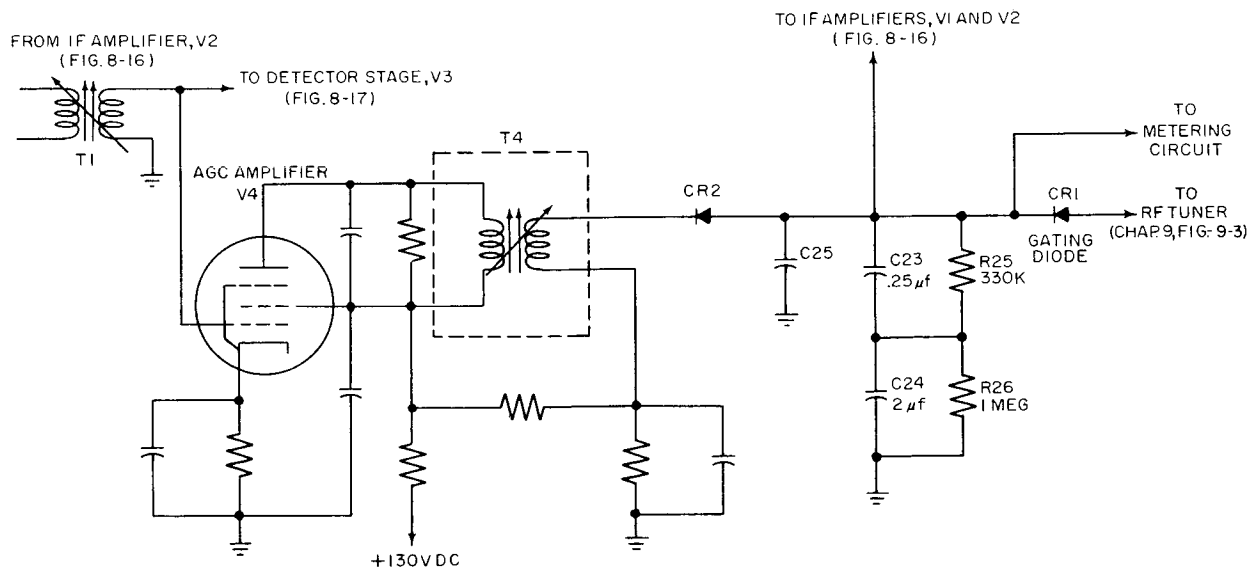 TO IF AMPLIFIERS, V1 AND V2
(FIG. 8-16)
FROM IF AMPLIFIER, V2
(FIG. 8-16)
TO DETECTOR STAGE, V3
(FIG. 8-17)
T1
AGC AMPLIFIER
V4
T4
CR2
TO
METERING
CIRCUIT
CR1
GATING
DIODE
TO
RF TUNER
(CHAP. 9, FIG. 9-3)
C25
C23
.25μf
R25
330K
C24
2μf
R26
1 MEG
+130V DC